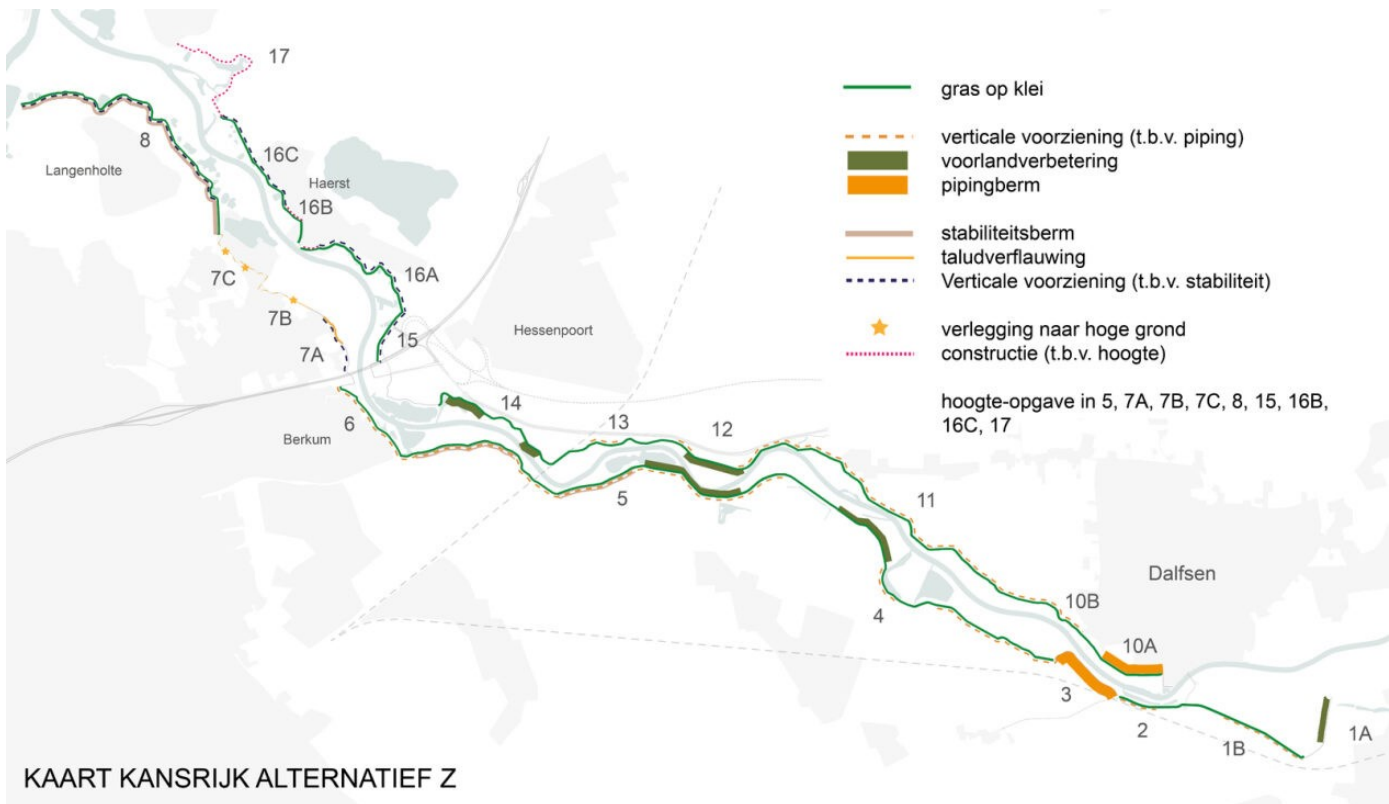 17
gras op klei
verticale voorziening (t.b.v. piping)
voorlandverbetering
pipingberm
stabiliteitsberm
taludverflauwing
Verticale voorziening (t.b.v. stabiliteit)
verlegging naar hoge grond
constructie (t.b.v. hoogte)
hoogte-opgave in 5, 7A, 7B, 7C, 8, 15, 16B,
16C, 17
8
Langenholte
16C
Haerst
16B
7C
16A
7B
Hessenpoort
15
7A
14
6
13
12
Berkum
5
11
Dalfsen
10B
4
10A
3
2
1A
1B
KAART KANSRIJK ALTERNATIEF Z